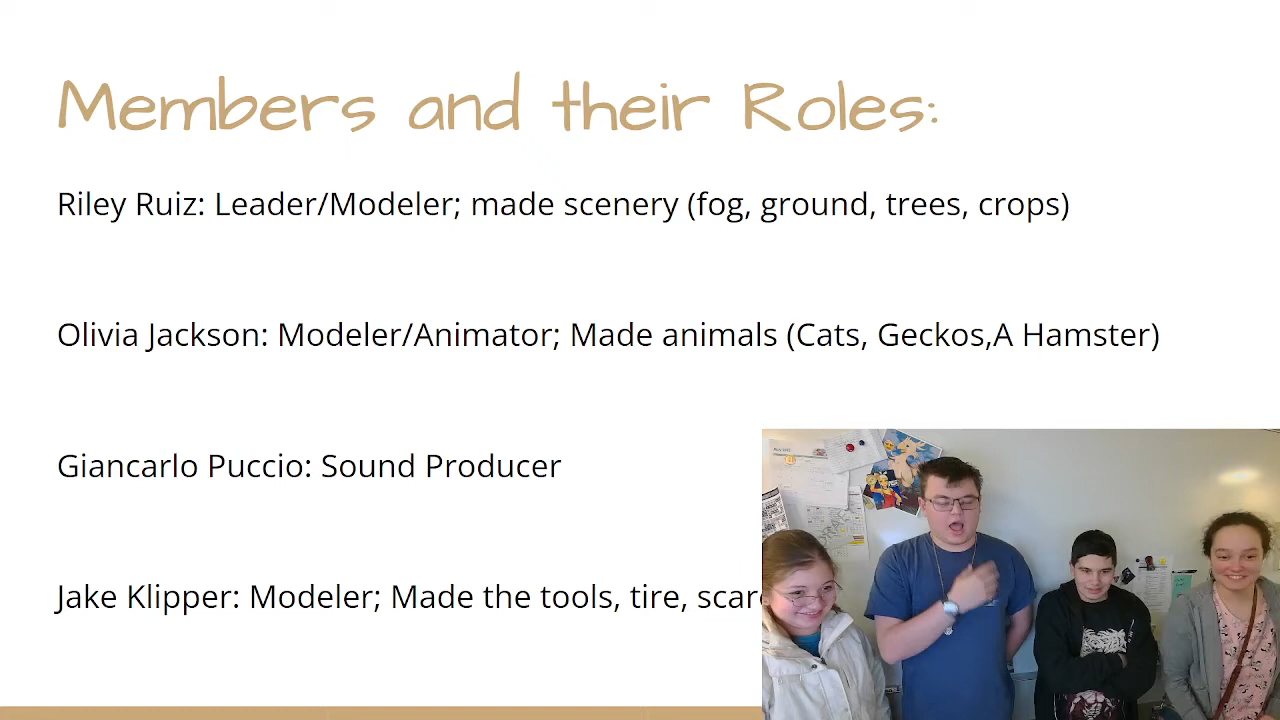 Members and their Roles:
Riley Ruiz: Leader/Modeler; made scenery (fog, ground, trees, crops)
Olivia Jackson: Modeler/Animator; Made animals (Cats, Geckos,A Hamster)
Giancarlo Puccio: Sound Producer
Jake Klipper: Modeler; Made the tools, tire,